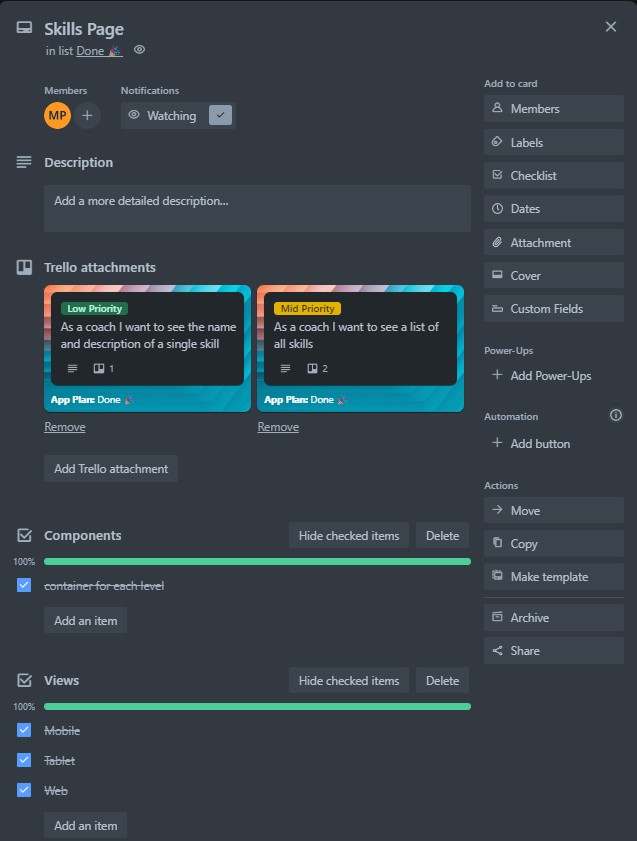 Skills Page
in list Done 🎉
Members
Notifications
MP
Watching
Description
Add a more detailed description...
Trello attachments
Low Priority
As a coach I want to see the name
and description of a single skill
1
App Plan: Done 🎉
Remove
Mid Priority
As a coach I want to see a list of
all skills
2
App Plan: Done 🎉
Remove
Add Trello attachment
Components
Hide checked items
Delete
100%
container for each level
Add an item
Views
Hide checked items
Delete
100%
Mobile
Tablet
Web
Add an item
Add to card
Members
Labels
Checklist
Dates
Attachment
Cover
Custom Fields
Power-Ups
+ Add Power-Ups
Automation
+ Add button
Actions
Move
Copy
Make template
Archive
Share